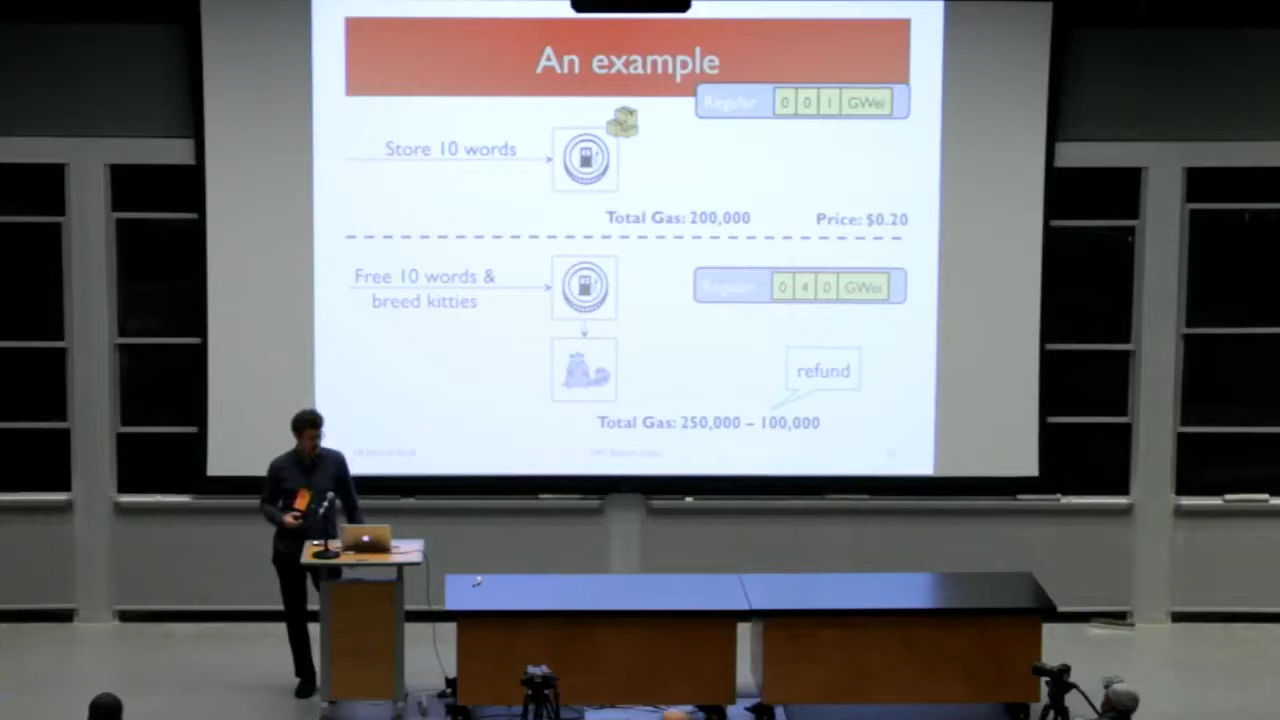 An example
Regular 0 0 1 GWei
Store 10 words
Total Gas: 200,000 Price: $0.20
Free 10 words &
breed kitties
Regular 0 4 0 GWei
refund
Total Gas: 250,000 – 100,000